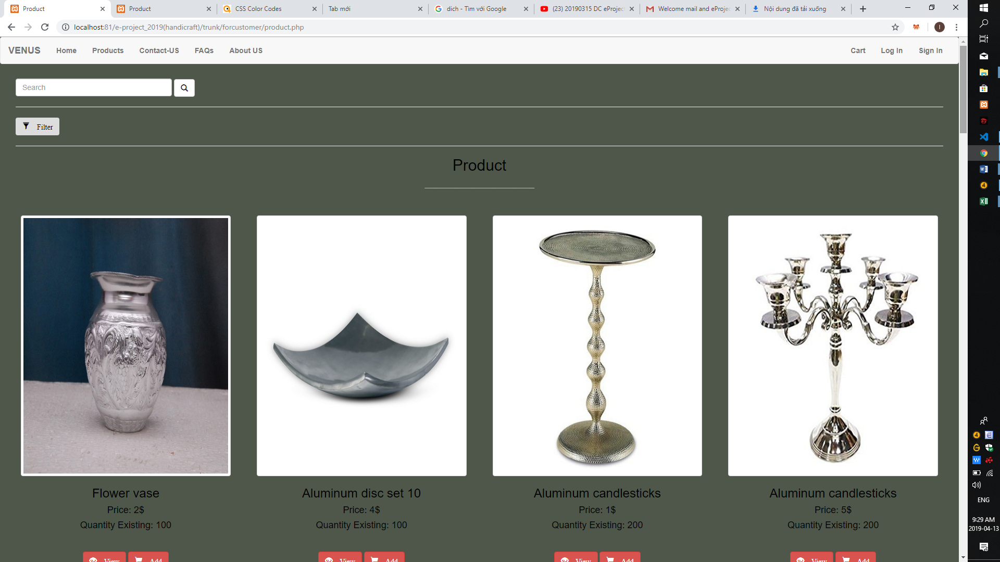 Product
Product
CSS Color Codes
Tab mới
dich - Tìm với Google
(23) 20190315 DC eProjec
Welcome mail and eProjec
Nội dung đã tải xuống
localhost:81/e-project_2019(handicraft)/trunk/forcustomer/product.php
VENUS Home Products Contact-US FAQs About US Cart Log In Sign In
Search
Filter
Product
Flower vase
Price: 2$
Quantity Existing: 100
View Add
Aluminum disc set 10
Price: 4$
Quantity Existing: 100
View Add
Aluminum candlesticks
Price: 1$
Quantity Existing: 200
View Add
Aluminum candlesticks
Price: 5$
Quantity Existing: 200
View Add
ENG
9:29 AM
2019-04-13